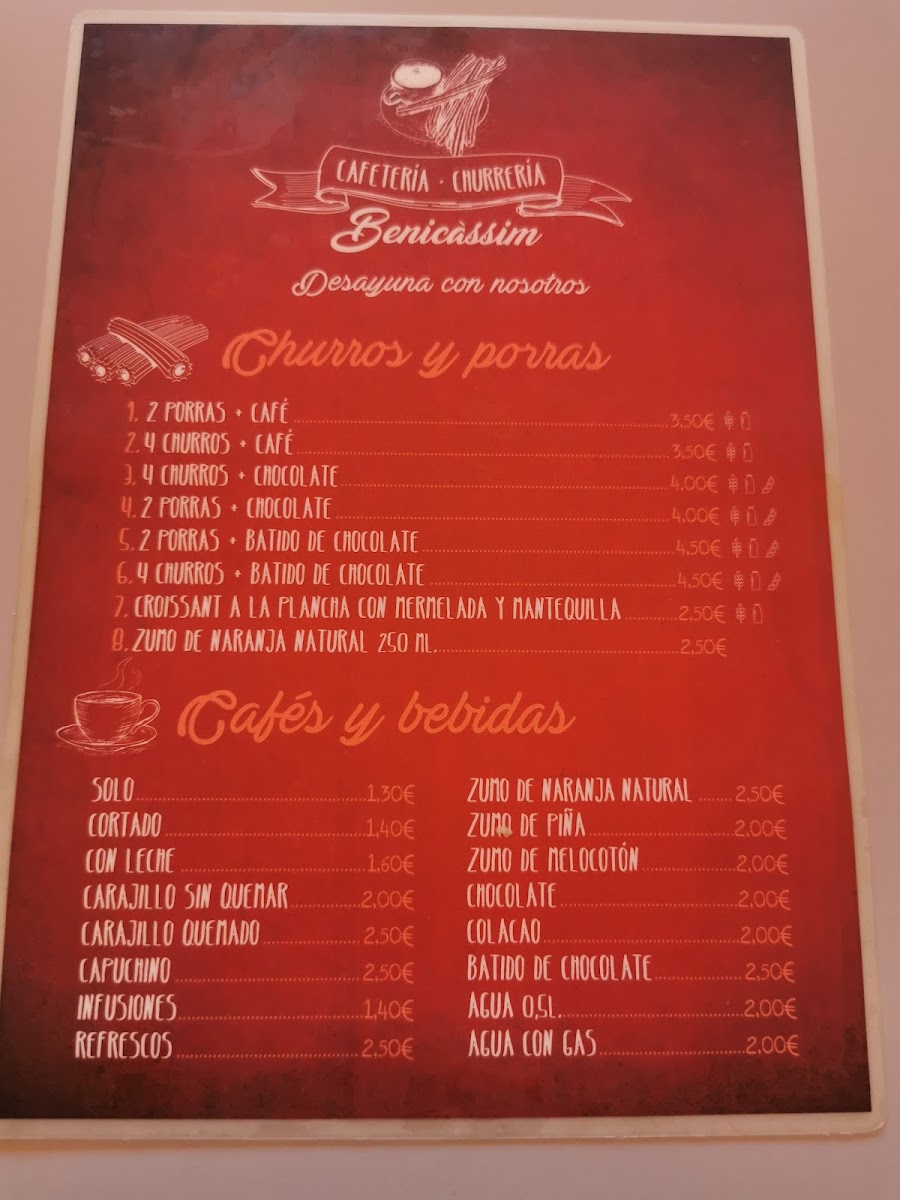 CAFETERÍA · CHURRERÍA
Benicàssim
Desayuna con nosotros
Churros y porras
1. 2 PORRAS + CAFÉ 3,50€
2. 4 CHURROS + CAFÉ 3,50€
3. 4 CHURROS + CHOCOLATE 4,00€
4. 2 PORRAS + CHOCOLATE 4,00€
5. 2 PORRAS + BATIDO DE CHOCOLATE 4,50€
6. 4 CHURROS + BATIDO DE CHOCOLATE 4,50€
7. CROISSANT A LA PLANCHA CON MERMELADA Y MANTEQUILLA 2,50€
8. ZUMO DE NARANJA NATURAL 250 ML. 2,50€
Cafés y bebidas
SOLO 1,30€
CORTADO 1,40€
CON LECHE 1,60€
CARAJILLO SIN QUEMAR 2,00€
CARAJILLO QUEMADO 2,50€
CAPUCHINO 2,50€
INFUSIONES 1,40€
REFRESCOS 2,50€
ZUMO DE NARANJA NATURAL 2,50€
ZUMO DE PIÑA 2,00€
ZUMO DE MELOCOTÓN 2,00€
CHOCOLATE 2,00€
COLACAO 2,00€
BATIDO DE CHOCOLATE 2,50€
AGUA 0,5L. 2,00€
AGUA CON GAS 2,00€